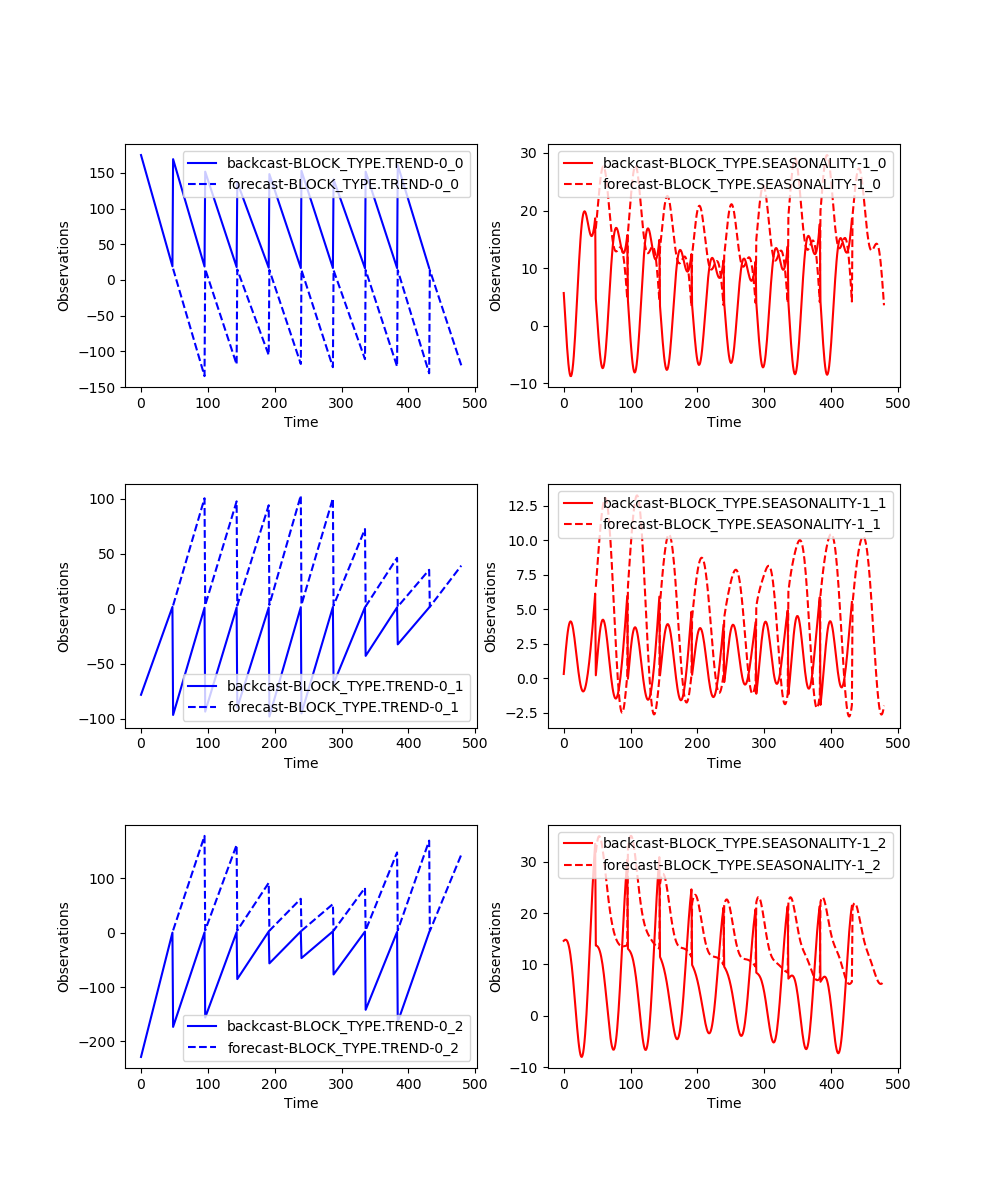 backcast-BLOCK_TYPE.TREND-0_0
forecast-BLOCK_TYPE.TREND-0_0
150
100
50
0
−50
−100
−150
Observations
0 100 200 300 400 500
Time
backcast-BLOCK_TYPE.SEASONALITY-1_0
forecast-BLOCK_TYPE.SEASONALITY-1_0
30
20
10
0
−10
Observations
0 100 200 300 400 500
Time
100
50
0
−50
−100
Observations
backcast-BLOCK_TYPE.TREND-0_1
forecast-BLOCK_TYPE.TREND-0_1
0 100 200 300 400 500
Time
backcast-BLOCK_TYPE.SEASONALITY-1_1
forecast-BLOCK_TYPE.SEASONALITY-1_1
12.5
10.0
7.5
5.0
2.5
0.0
−2.5
Observations
0 100 200 300 400 500
Time
100
0
−100
−200
Observations
backcast-BLOCK_TYPE.TREND-0_2
forecast-BLOCK_TYPE.TREND-0_2
0 100 200 300 400 500
Time
backcast-BLOCK_TYPE.SEASONALITY-1_2
forecast-BLOCK_TYPE.SEASONALITY-1_2
30
20
10
0
−10
Observations
0 100 200 300 400 500
Time